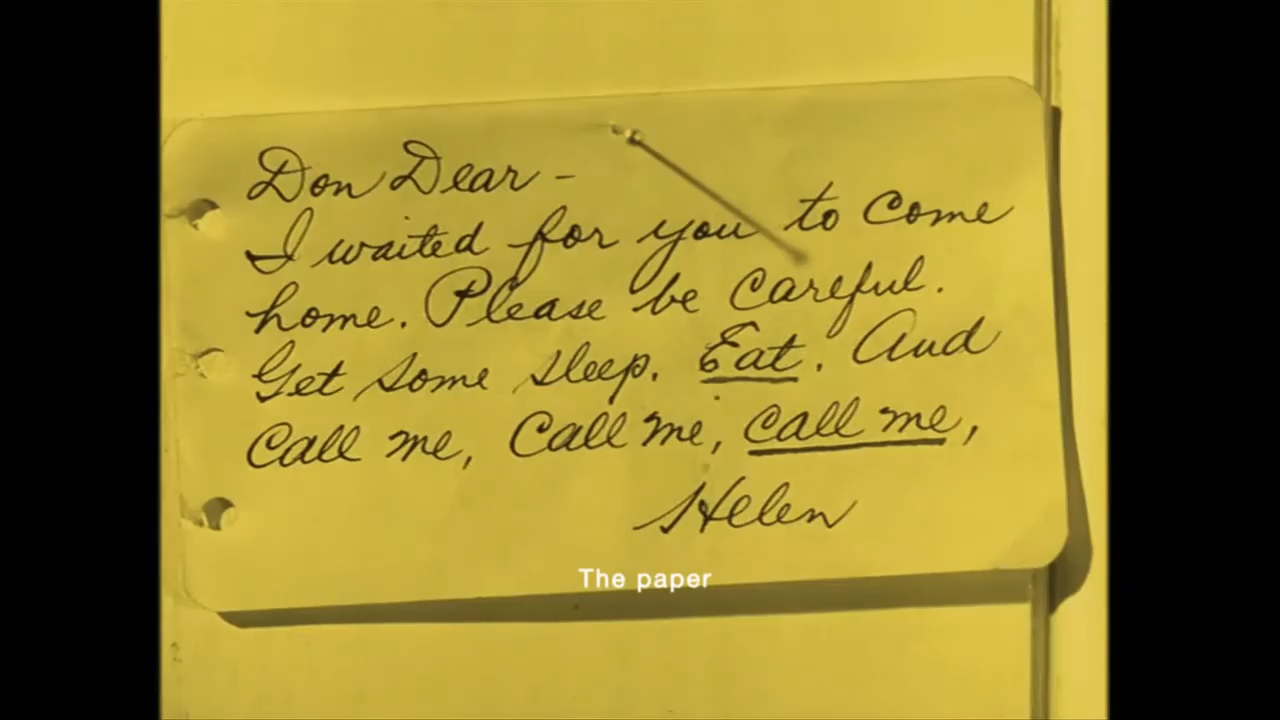 Don Dear -
I waited for you to come
home. Please be careful.
Get some sleep. Eat. And
Call me, Call me, call me,
Helen
The paper